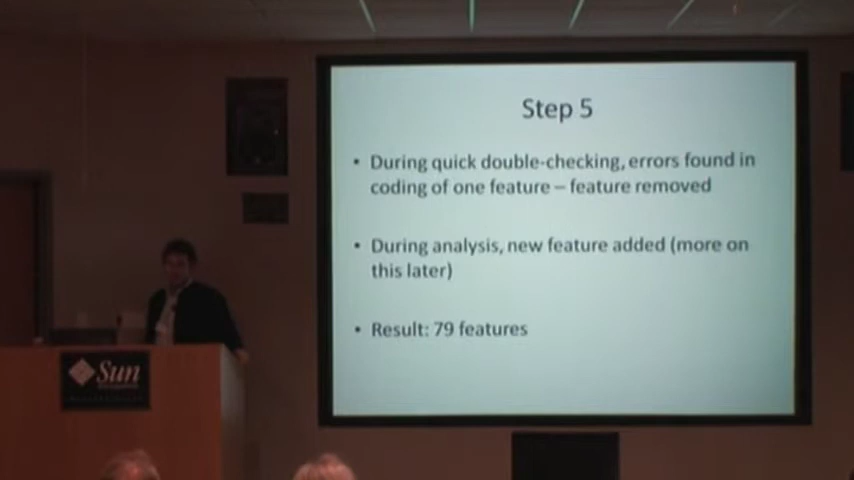 Step 5
• During quick double-checking, errors found in
coding of one feature – feature removed
• During analysis, new feature added (more on
this later)
• Result: 79 features
Sun